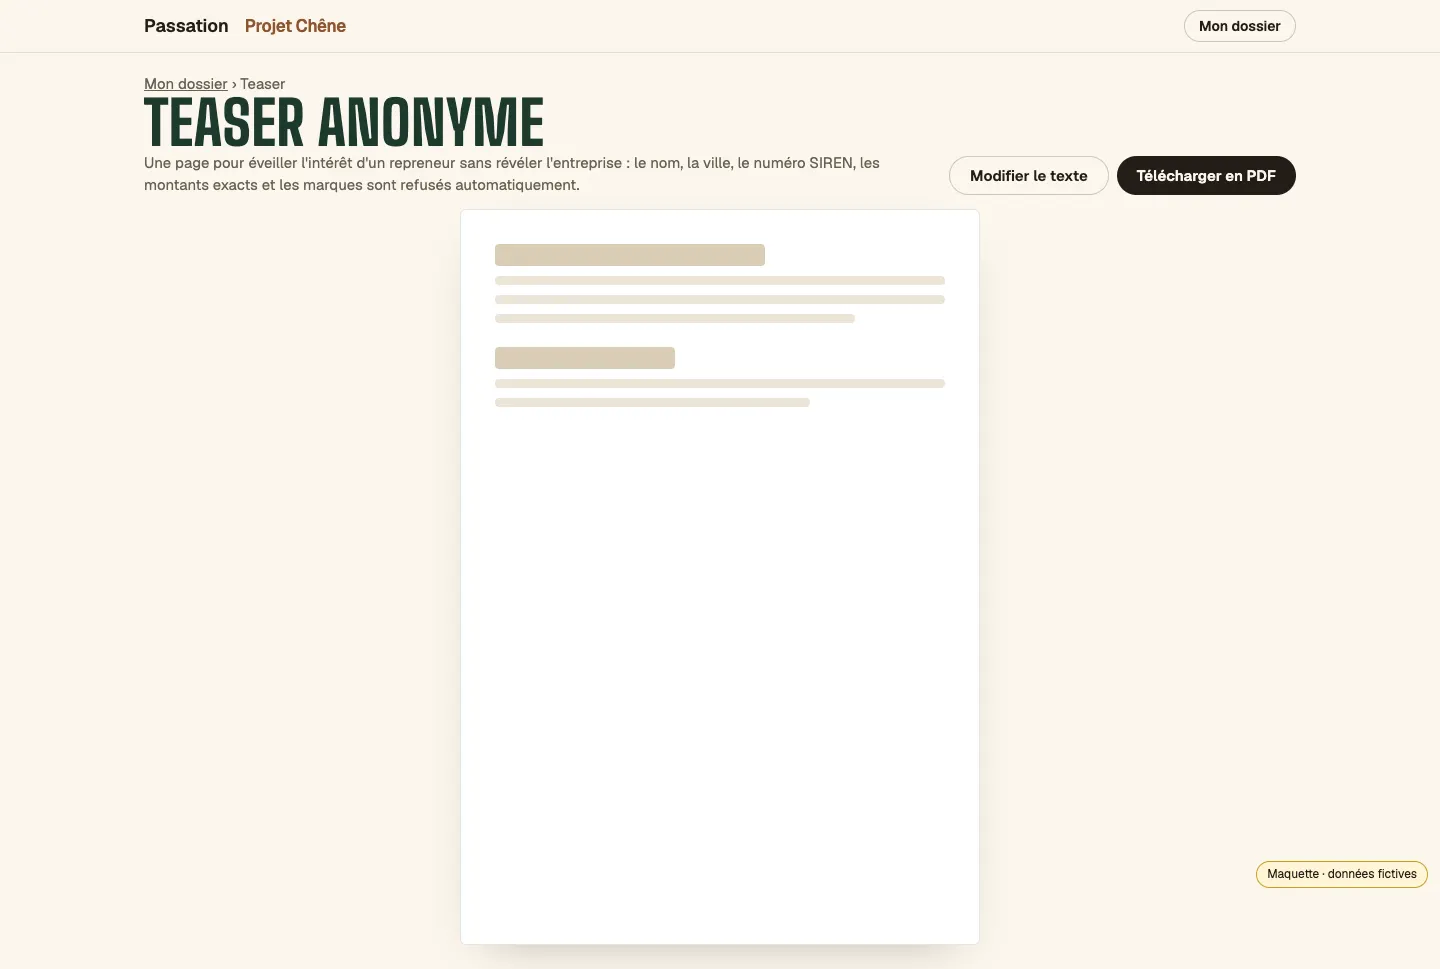 Passation Projet Chêne
Mon dossier
Mon dossier › Teaser
TEASER ANONYME
Une page pour éveiller l'intérêt d'un repreneur sans révéler l'entreprise : le nom, la ville, le numéro SIREN, les
montants exacts et les marques sont refusés automatiquement.
Modifier le texte
Télécharger en PDF
Maquette · données fictives